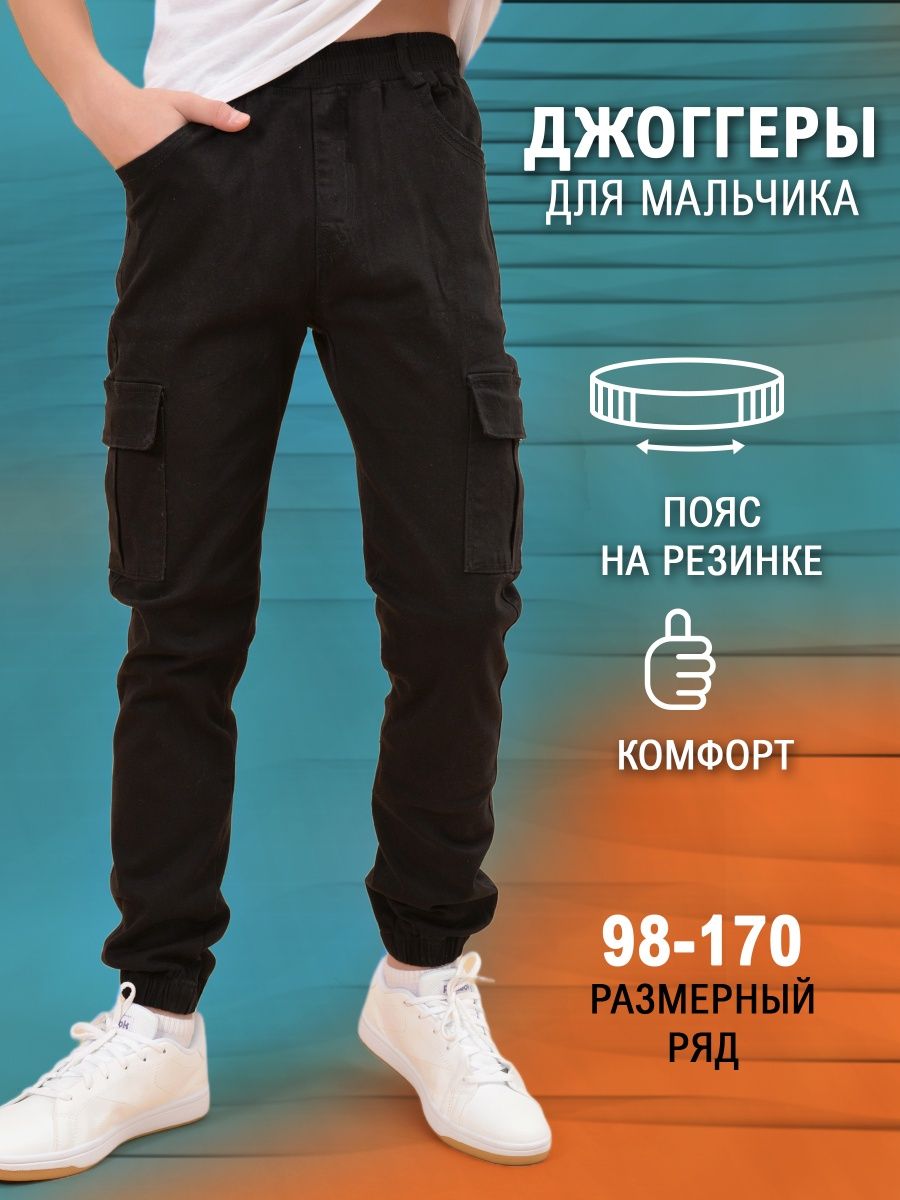 ДЖОГГЕРЫ
ДЛЯ МАЛЬЧИКА
ПОЯС
НА РЕЗИНКЕ
КОМФОРТ
98-170
РАЗМЕРНЫЙ
РЯД